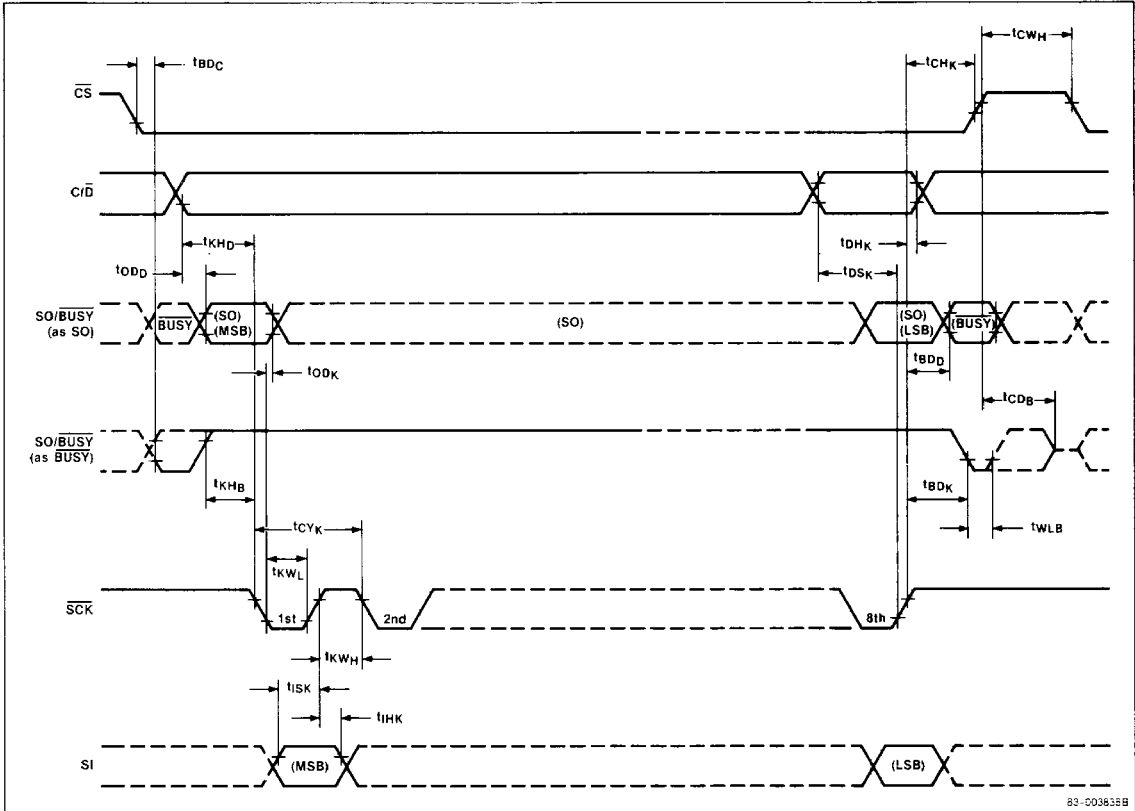 tCWH
tBDC
tCHK
CS
C/D
tKHD
tDHK
tODD
tDSK
SO/BUSY
(as SO)
BUSY
(SO)
(MSB)
(SO)
(SO)
(LSB)
(BUSY)
tODK
tBDD
tCDB
SO/BUSY
(as BUSY)
tKHB
tBDK
tCYK
tWLB
tKWL
SCK
1st
2nd
8th
tKWH
tISK
tIHK
SI
(MSB)
(LSB)
83-003838B